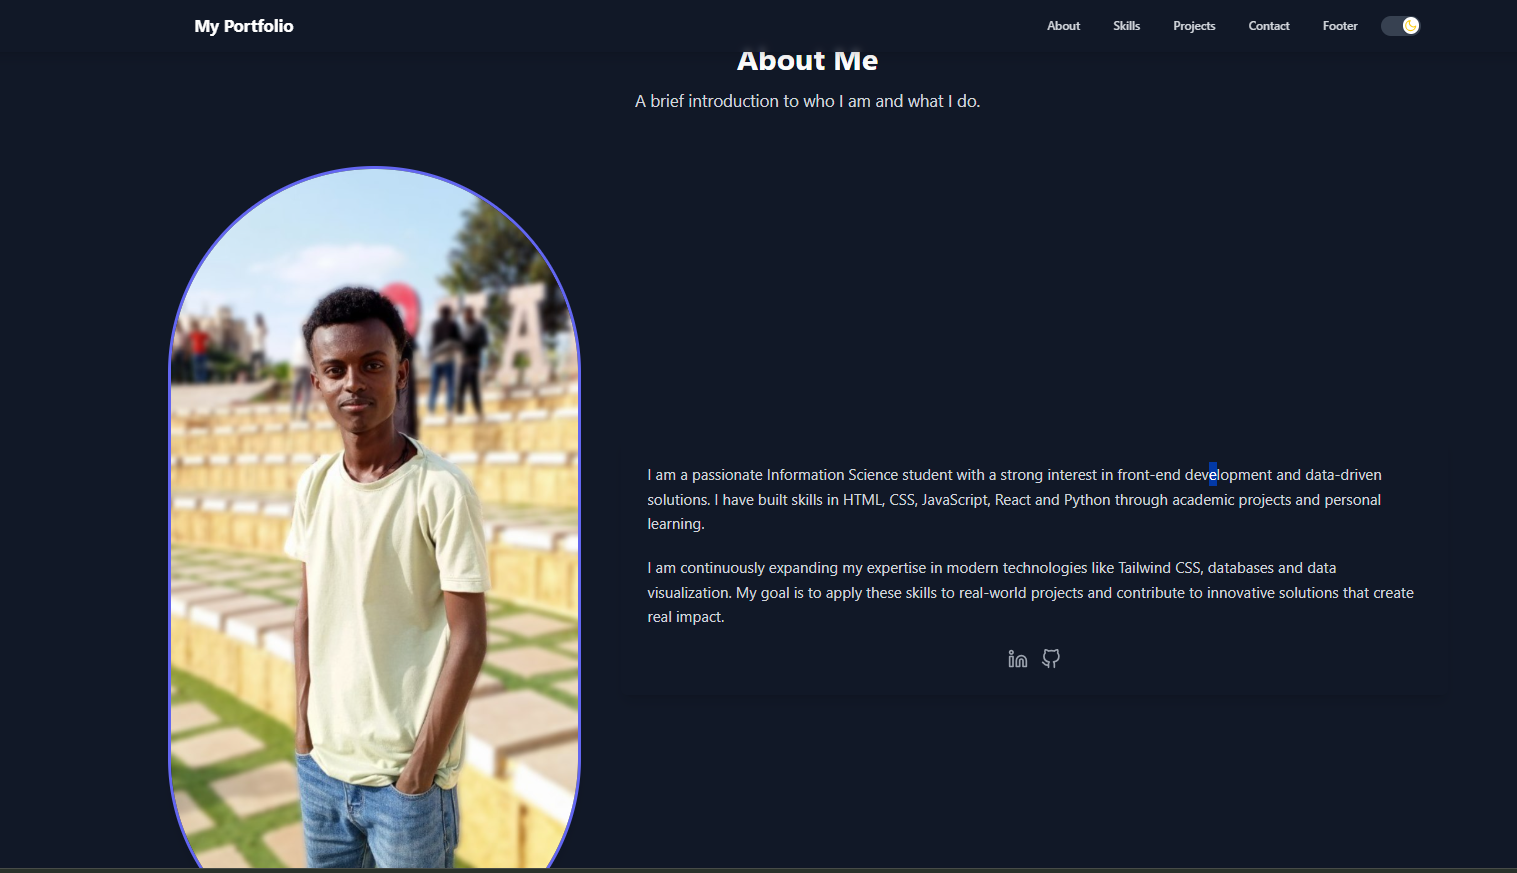 My Portfolio
About Skills Projects Contact Footer
About Me
A brief introduction to who I am and what I do.
A
I am a passionate Information Science student with a strong interest in front-end development and data-driven
solutions. I have built skills in HTML, CSS, JavaScript, React and Python through academic projects and personal
learning.
I am continuously expanding my expertise in modern technologies like Tailwind CSS, databases and data
visualization. My goal is to apply these skills to real-world projects and contribute to innovative solutions that create
real impact.
in